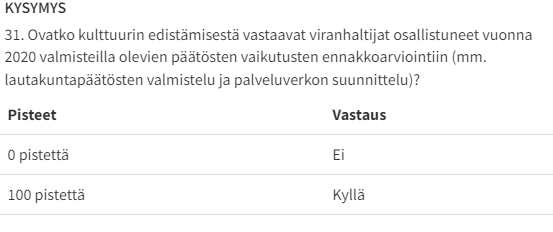 KYSYMYS
31. Ovatko kulttuurin edistämisestä vastaavat viranhaltijat osallistuneet vuonna
2020 valmisteilla olevien päätösten vaikutusten ennakkoarviointiin (mm.
lautakuntapäätösten valmistelu ja palveluverkon suunnittelu)?
Pisteet Vastaus
0 pistettä Ei
100 pistettä Kyllä